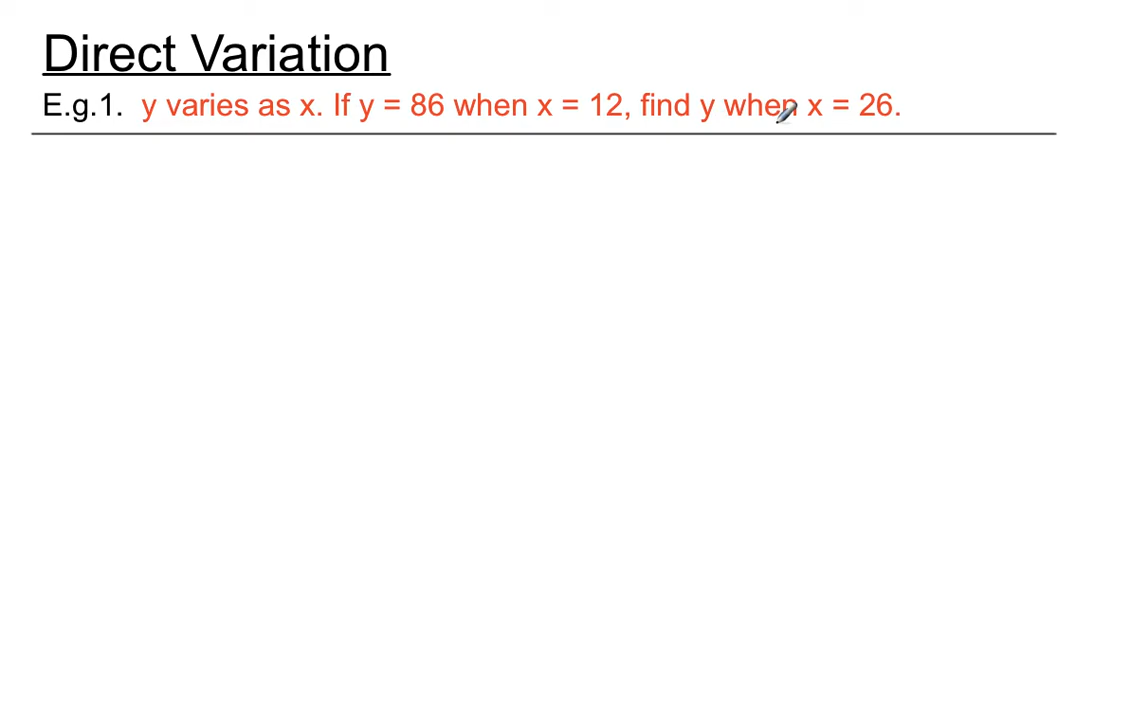 Direct Variation
E.g.1. y varies as x. If y = 86 when x = 12, find y when x = 26.